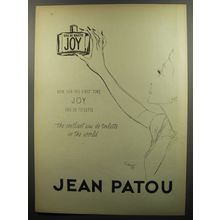 JOY
NOW FOR THE FIRST TIME
JOY
EAU DE TOILETTE
the costliest eau de toilette
in the world
JEAN PATOU